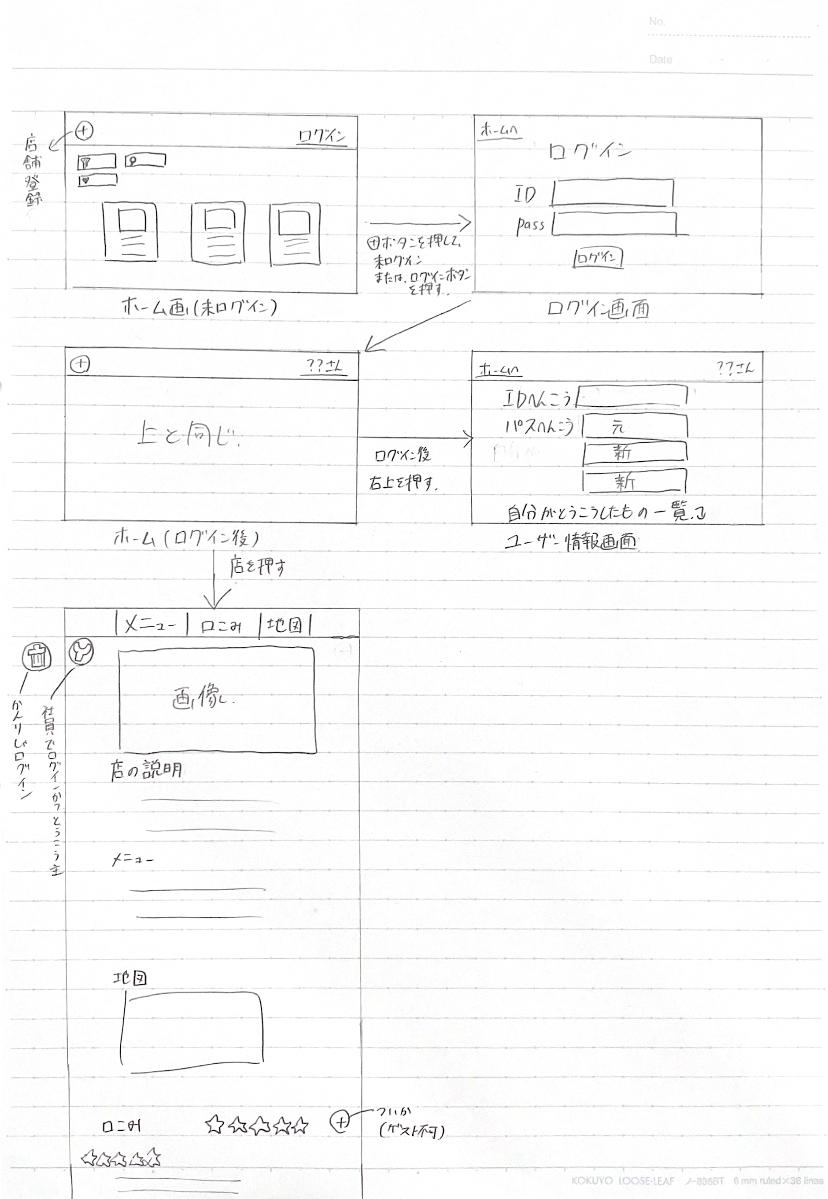 No.
Date
店舗登録
ログイン
⊕ボタンを押して、
未ログイン
または、ログインボタン
を押す.
ホーム画面(未ログイン)
ホームへ
ログイン
ID
pass
ログイン
ログイン画面
??さん
上と同じ.
ホーム(ログイン後)
ログイン後
右上を押す.
ホームへ
??さん
IDへんこう
パスへんこう
元
新
新
自分がとうこうしたもの一覧.
ユーザー情報画面
店を押す
メニュー
口こみ
地図
かんりしゃログイン
社員でログインかつとうこう主
画像.
店の説明
メニュー
地図
口こみ
ついか
(ゲスト不可)
KOKUYO LOOSE-LEAF ノ-836BT 6 mm ruled×36 lines